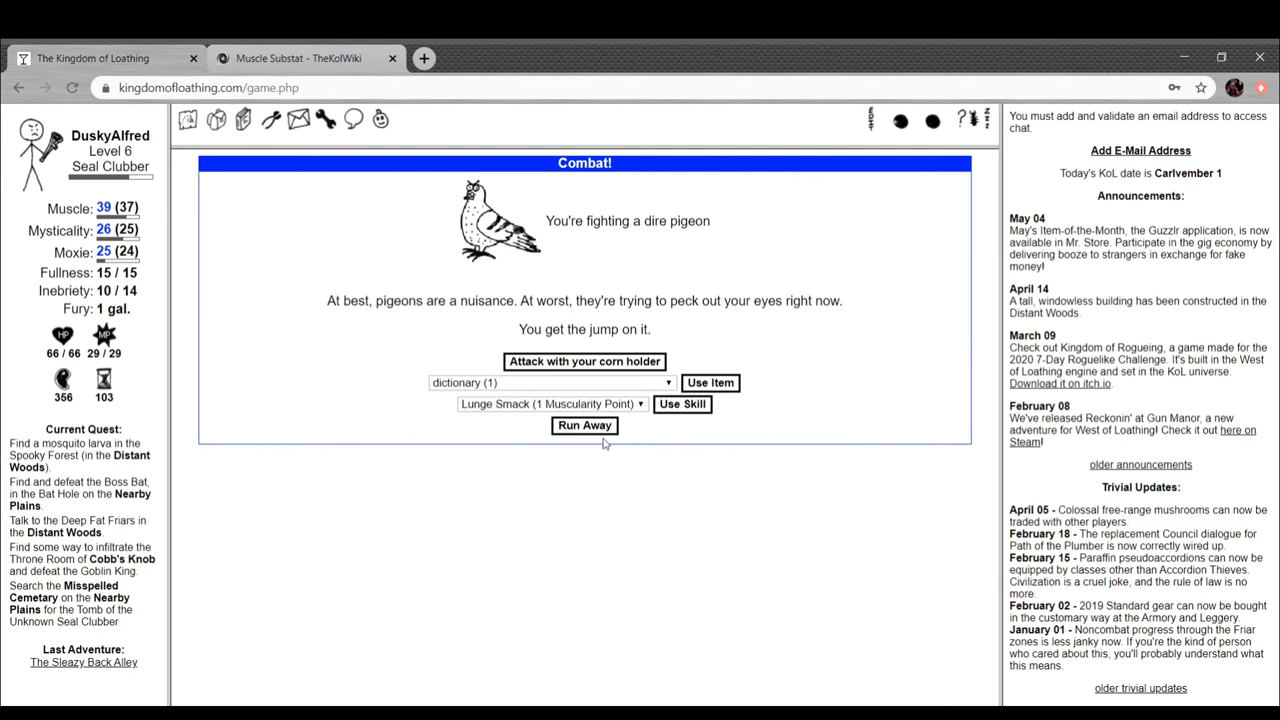 The Kingdom of Loathing
Muscle Substat - TheKolWiki
kingdomofloathing.com/game.php
DuskyAlfred
Level 6
Seal Clubber
Muscle: 39 (37)
Mysticality: 26 (25)
Moxie: 25 (24)
Fullness: 15 / 15
Inebriety: 10 / 14
Fury: 1 gal.
HP MP
66 / 66 29 / 29
356 103
Current Quest:
Find a mosquito larva in the
Spooky Forest (in the Distant
Woods).
Find and defeat the Boss Bat,
in the Bat Hole on the Nearby
Plains.
Talk to the Deep Fat Friars in
the Distant Woods.
Find some way to infiltrate the
Throne Room of Cobb's Knob
and defeat the Goblin King.
Search the Misspelled
Cemetary on the Nearby
Plains for the Tomb of the
Unknown Seal Clubber
Last Adventure:
The Sleazy Back Alley
Combat!
You're fighting a dire pigeon
At best, pigeons are a nuisance. At worst, they're trying to peck out your eyes right now.
You get the jump on it.
Attack with your corn holder
dictionary (1) Use Item
Lunge Smack (1 Muscularity Point) Use Skill
Run Away
You must add and validate an email address to access
chat.
Add E-Mail Address
Today's KoL date is Carlvember 1
Announcements:
May 04
May's Item-of-the-Month, the Guzzlr application, is now
available in Mr. Store. Participate in the gig economy by
delivering booze to strangers in exchange for fake
money!
April 14
A tall, windowless building has been constructed in the
Distant Woods.
March 09
Check out Kingdom of Rogueing, a game made for the
2020 7-Day Roguelike Challenge. It's built in the West
of Loathing engine and set in the KoL universe.
Download it on itch.io.
February 08
We've released Reckonin' at Gun Manor, a new
adventure for West of Loathing! Check it out here on
Steam!
older announcements
Trivial Updates:
April 05 - Colossal free-range mushrooms can now be
traded with other players.
February 18 - The replacement Council dialogue for
Path of the Plumber is now correctly wired up.
February 15 - Paraffin pseudoaccordions can now be
equipped by classes other than Accordion Thieves.
Civilization is a cruel joke, and the rule of law is no
more.
February 02 - 2019 Standard gear can now be bought
in the customary way at the Armory and Leggery.
January 01 - Noncombat progress through the Friar
zones is less janky now. If you're the kind of person
who cared about this, you'll probably understand what
this means.
older trivial updates